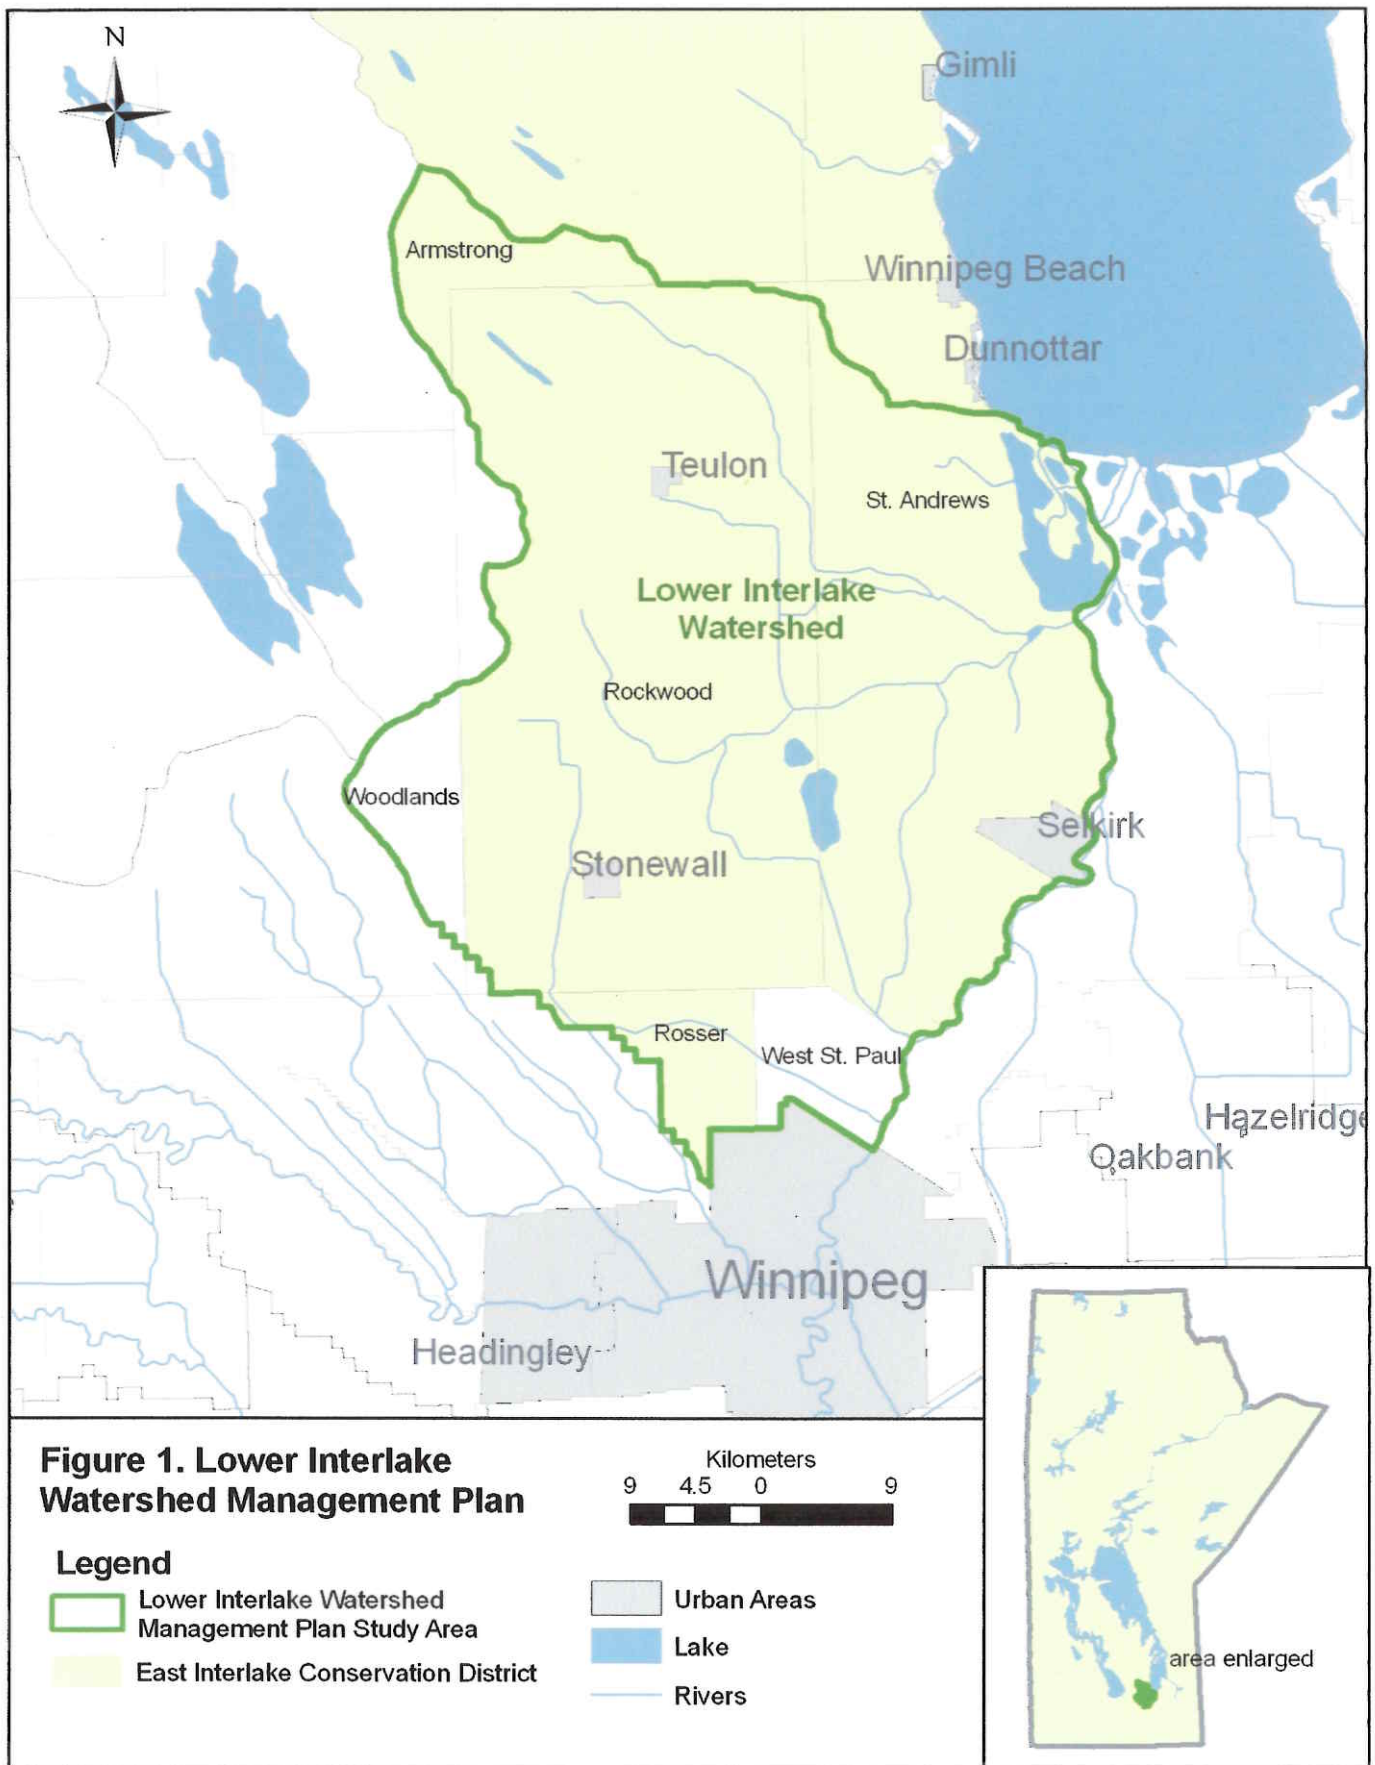 N
Gimli
Armstrong
Winnipeg Beach
Dunnottar
Teulon
St. Andrews
Lower Interlake
Watershed
Rockwood
Woodlands
Selkirk
Stonewall
Rosser
West St. Paul
Hazelridge
Oakbank
Winnipeg
Headingley
Figure 1. Lower Interlake
Watershed Management Plan
Kilometers
9 4.5 0 9
Legend
Lower Interlake Watershed
Management Plan Study Area
East Interlake Conservation District
Urban Areas
Lake
Rivers
area enlarged